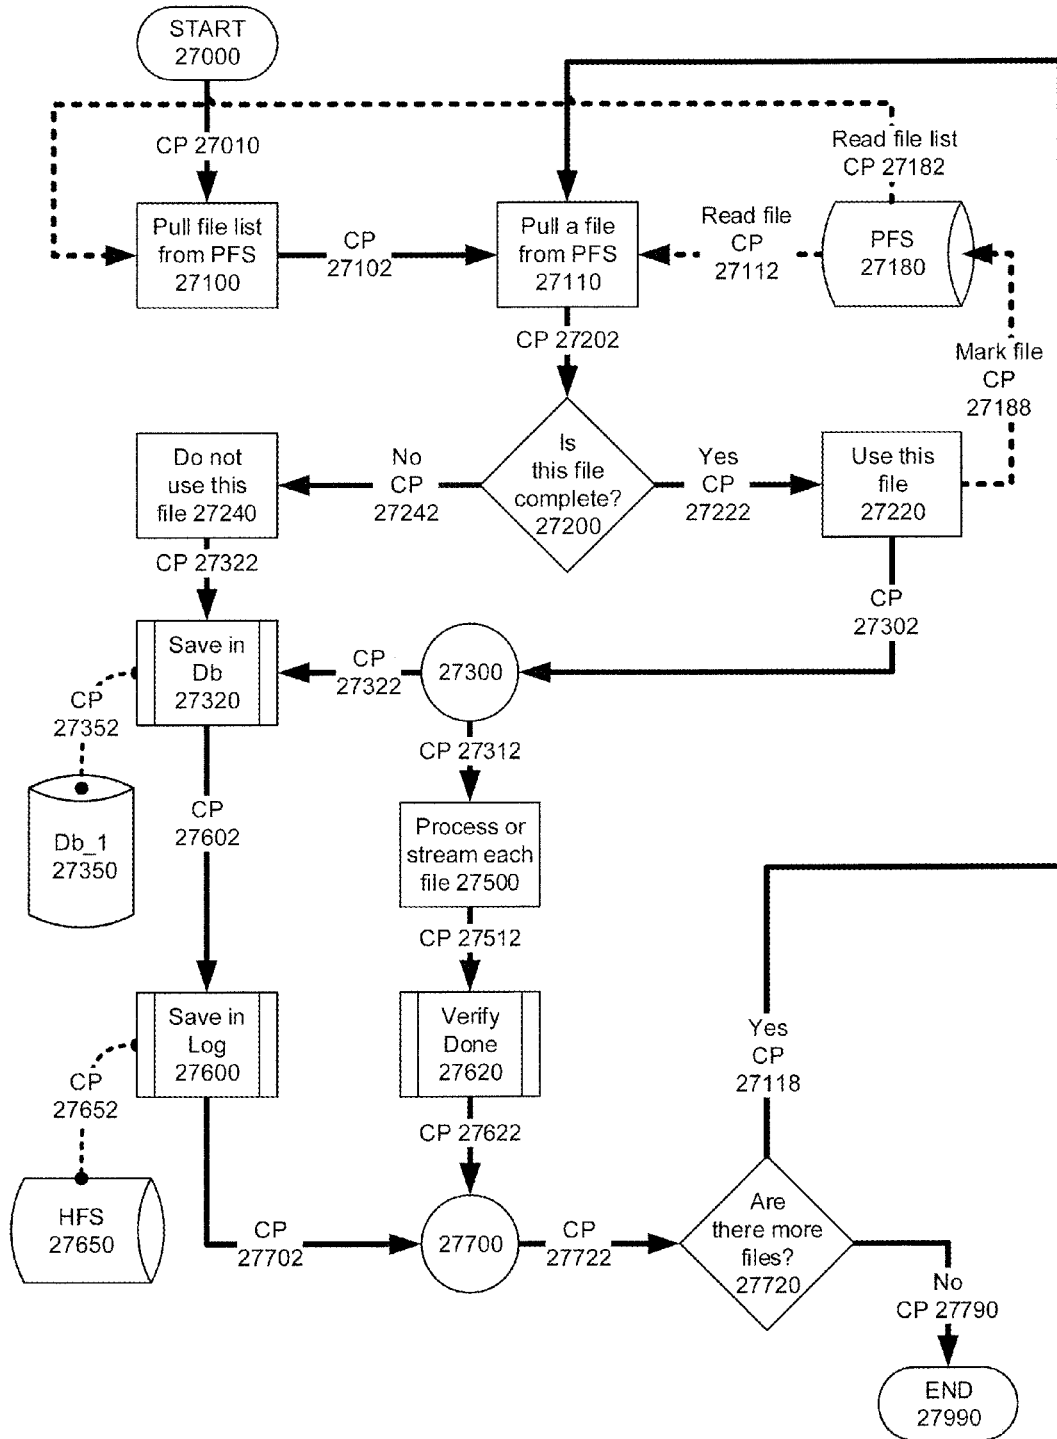 START
27000
CP 27010
Read file list
CP 27182
Pull file list
from PFS
27100
CP
27102
Pull a file
from PFS
27110
Read file
CP
27112
PFS
27180
CP 27202
Mark file
CP
27188
Do not
use this
file 27240
No
CP
27242
Is
this file
complete?
27200
Yes
CP
27222
Use this
file
27220
CP 27322
CP
27302
Save in
Db
27320
CP
27322
27300
CP
27352
CP 27312
Db_1
27350
CP
27602
Process or
stream each
file 27500
CP 27512
Save in
Log
27600
Verify
Done
27620
Yes
CP
27118
CP
27652
CP 27622
HFS
27650
CP
27702
27700
CP
27722
Are
there more
files?
27720
No
CP 27790
END
27990